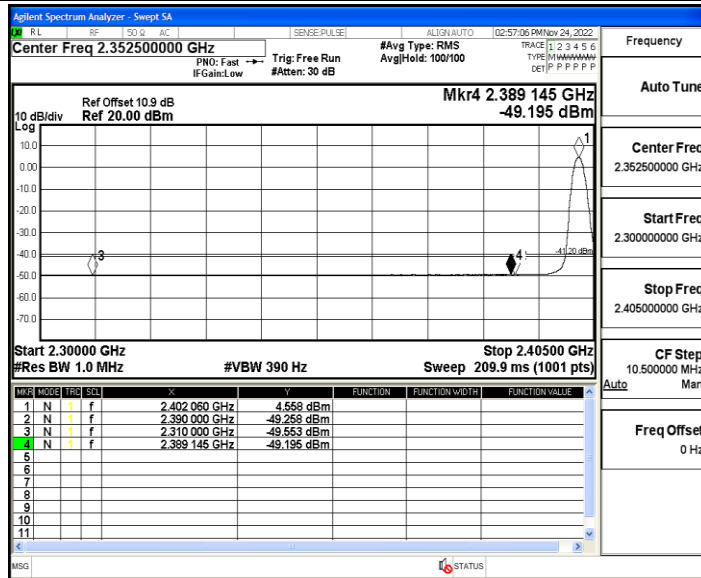 Agilent Spectrum Analyzer - Swept SA
RL RF 50 Ω AC SENSE:PULSE ALIGNAUTO 02:57:06 PMNov 24, 2022
Center Freq 2.352500000 GHz #Avg Type: RMS TRACE 1 2 3 4 5 6
PNO: Fast Trig: Free Run Avg|Hold: 100/100 TYPE MWWWWW
IFGain:Low #Atten: 30 dB DET P P P P P P
Ref Offset 10.9 dB Mkr4 2.389 145 GHz
10 dB/div Ref 20.00 dBm -49.195 dBm
Log
10.0
0.00
-10.0
-20.0
-30.0
-40.0
-50.0
-60.0
-70.0
1
3
4
-41.20 dBm
Start 2.30000 GHz Stop 2.40500 GHz
#Res BW 1.0 MHz #VBW 390 Hz Sweep 209.9 ms (1001 pts)
MKR MODE TRC SCL X Y FUNCTION FUNCTION WIDTH FUNCTION VALUE
1 N 1 f 2.402 060 GHz 4.558 dBm
2 N 1 f 2.390 000 GHz -49.258 dBm
3 N 1 f 2.310 000 GHz -49.553 dBm
4 N 1 f 2.389 145 GHz -49.195 dBm
5
6
7
8
9
10
11
MSG STATUS
Frequency
Auto Tune
Center Freq
2.352500000 GHz
Start Freq
2.300000000 GHz
Stop Freq
2.405000000 GHz
CF Step
10.500000 MHz
Auto Man
Freq Offset
0 Hz